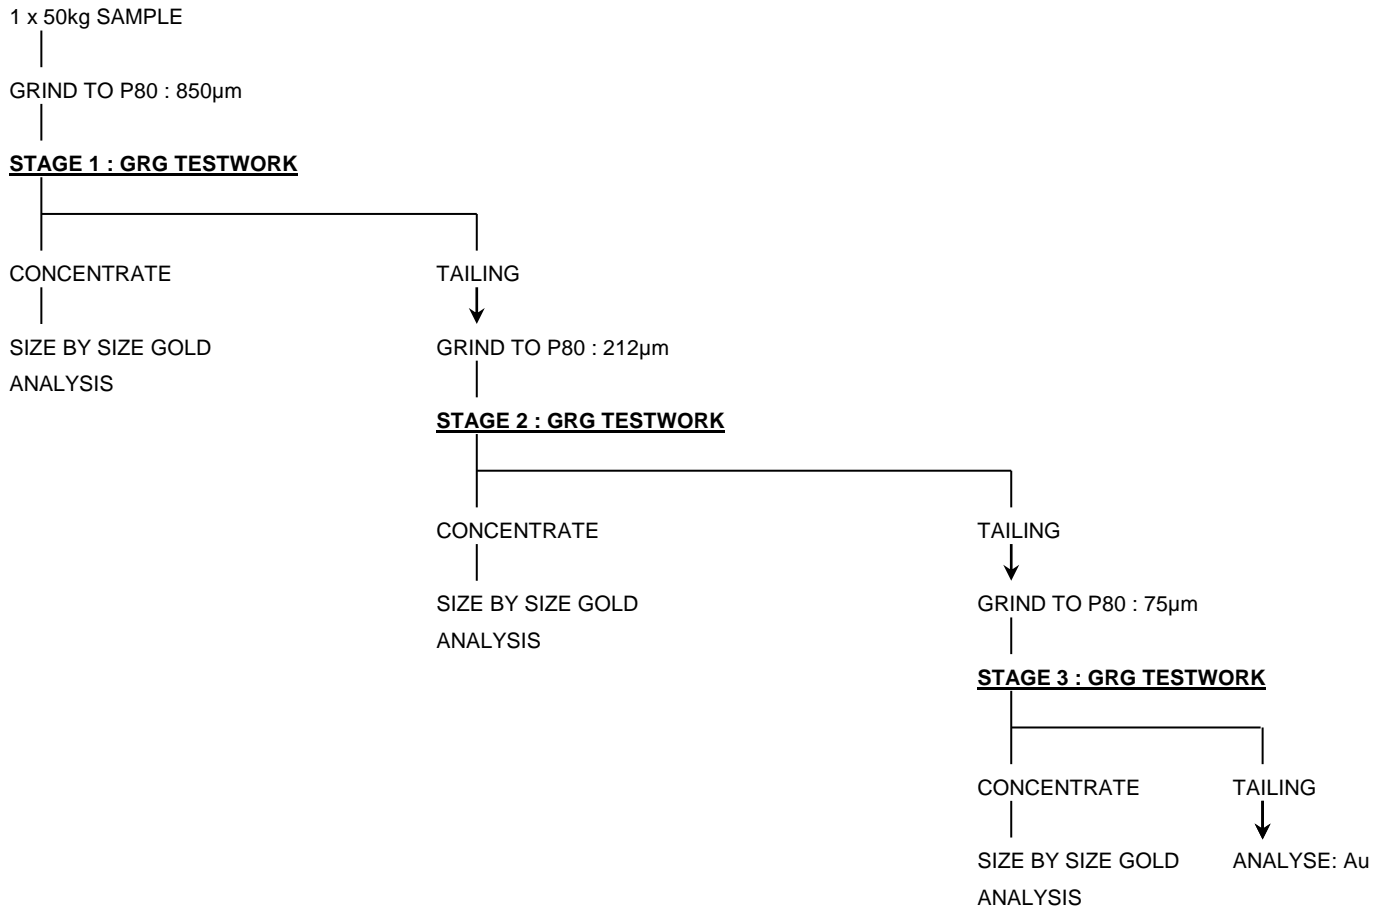 1 x 50kg SAMPLE
GRIND TO P80 : 850µm
STAGE 1 : GRG TESTWORK
CONCENTRATE
TAILING
SIZE BY SIZE GOLD
ANALYSIS
GRIND TO P80 : 212µm
STAGE 2 : GRG TESTWORK
CONCENTRATE
TAILING
SIZE BY SIZE GOLD
ANALYSIS
GRIND TO P80 : 75µm
STAGE 3 : GRG TESTWORK
CONCENTRATE
TAILING
SIZE BY SIZE GOLD
ANALYSIS
ANALYSE: Au